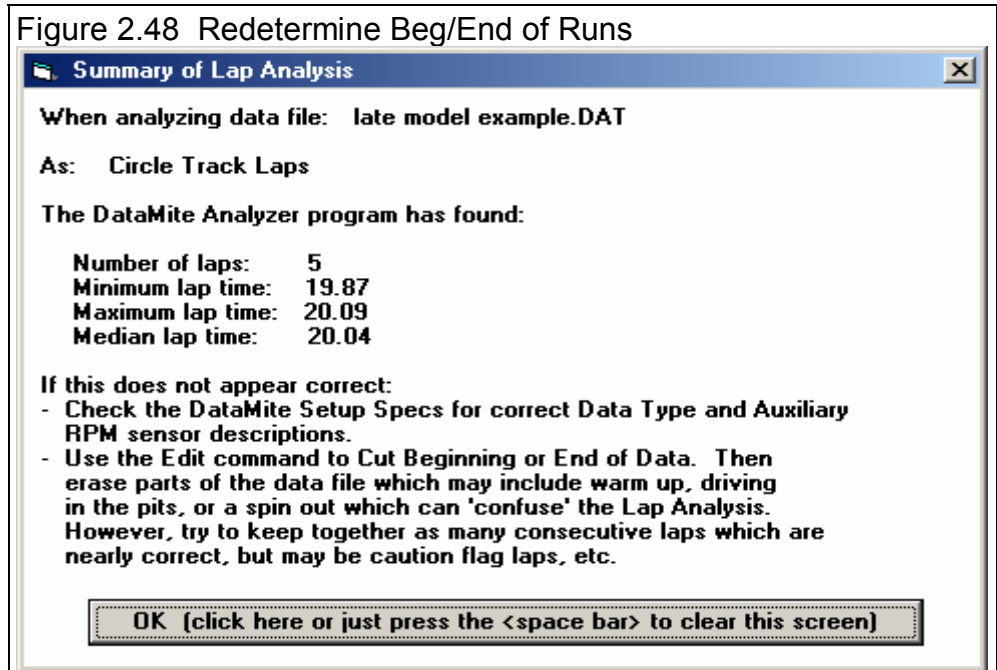 Figure 2.48 Redetermine Beg/End of Runs
Summary of Lap Analysis
When analyzing data file: late model example.DAT
As: Circle Track Laps
The DataMite Analyzer program has found:
Number of laps: 5
Minimum lap time: 19.87
Maximum lap time: 20.09
Median lap time: 20.04
If this does not appear correct:
- Check the DataMite Setup Specs for correct Data Type and Auxiliary
RPM sensor descriptions.
- Use the Edit command to Cut Beginning or End of Data. Then
erase parts of the data file which may include warm up, driving
in the pits, or a spin out which can 'confuse' the Lap Analysis.
However, try to keep together as many consecutive laps which are
nearly correct, but may be caution flag laps, etc.
OK (click here or just press the <space bar> to clear this screen)